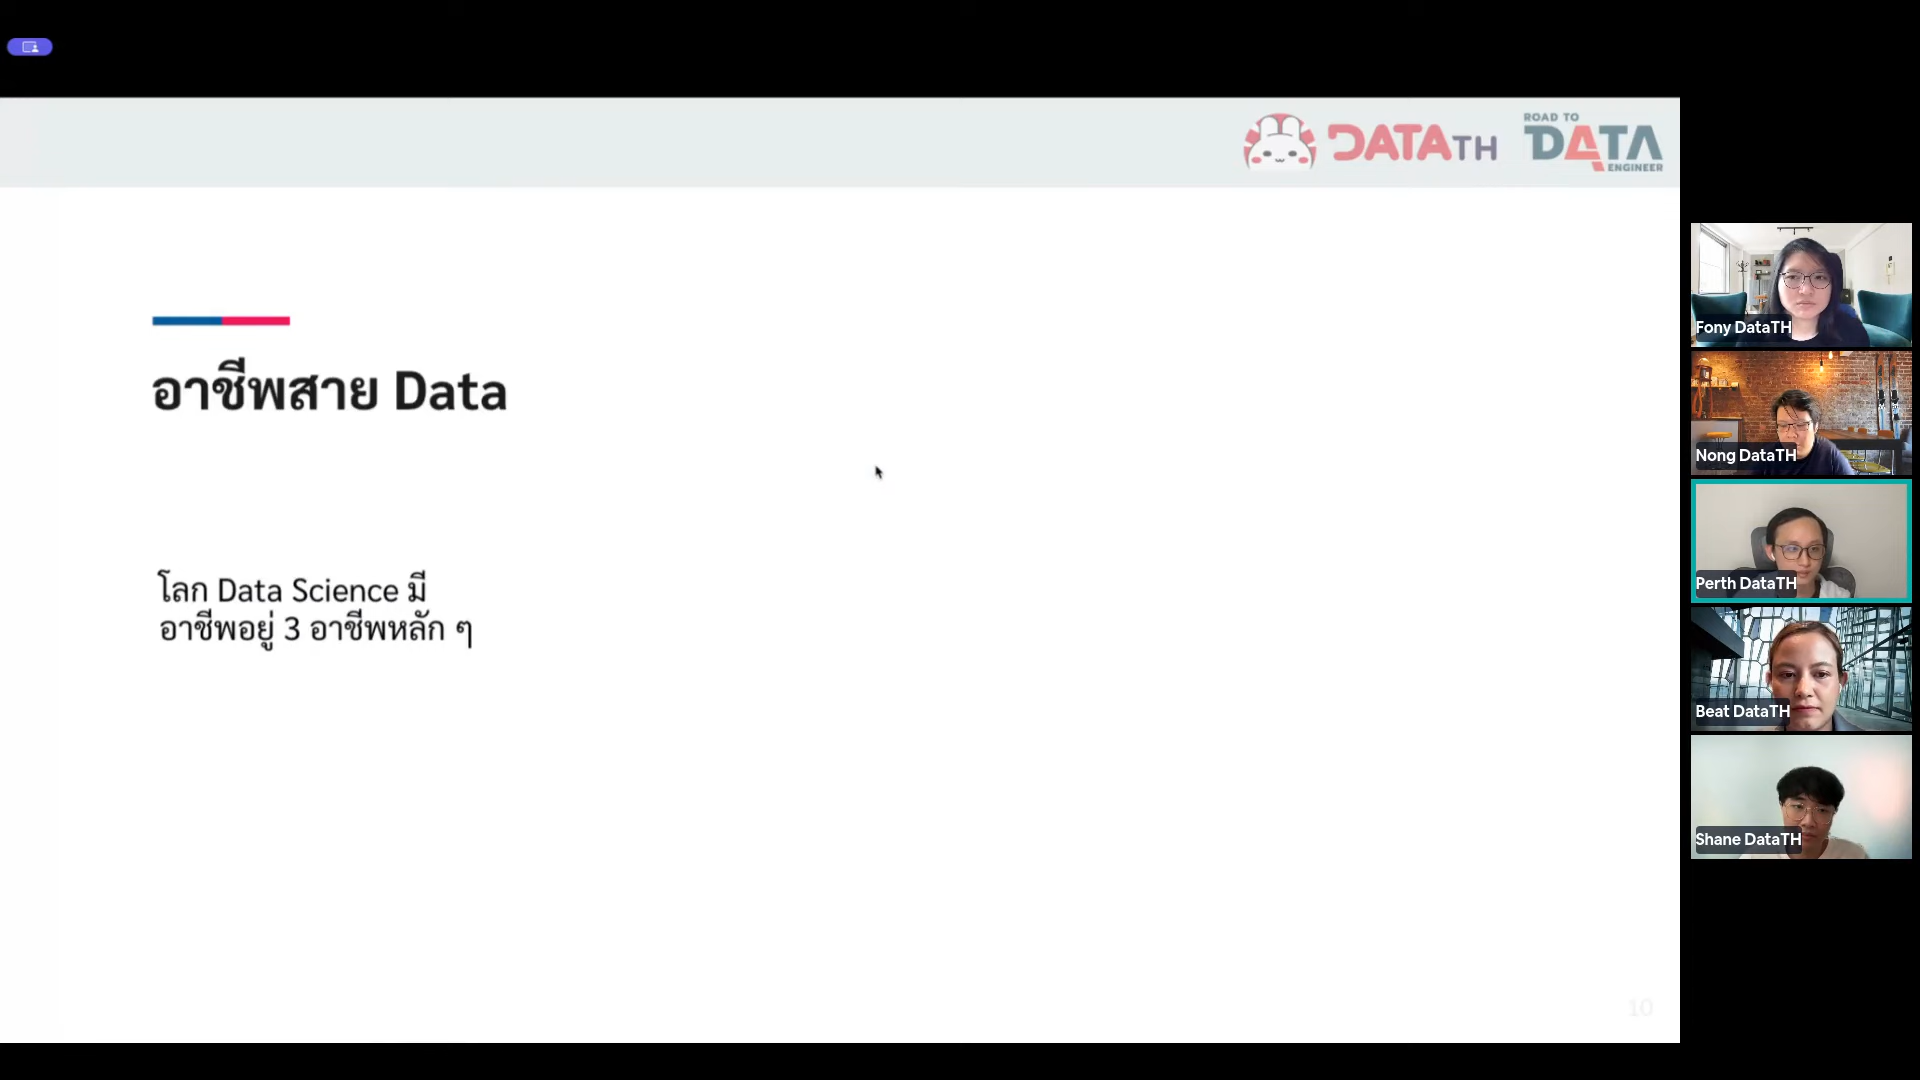 DATATH
ROAD TO
DATA
ENGINEER
อาชีพสาย Data
โลก Data Science มี
อาชีพอยู่ 3 อาชีพหลัก ๆ
10
Fony DataTH
Nong DataTH
Perth DataTH
Beat DataTH
Shane DataTH